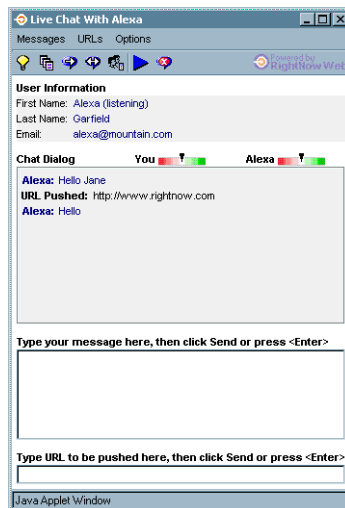 Live Chat With Alexa
Messages URLs Options
Powered by
RightNow Web
User Information
First Name: Alexa (listening)
Last Name: Garfield
Email: alexa@mountain.com
Chat Dialog You Alexa
Alexa: Hello Jane
URL Pushed: http://www.rightnow.com
Alexa: Hello
Type your message here, then click Send or press <Enter>
Type URL to be pushed here, then click Send or press <Enter>
Java Applet Window